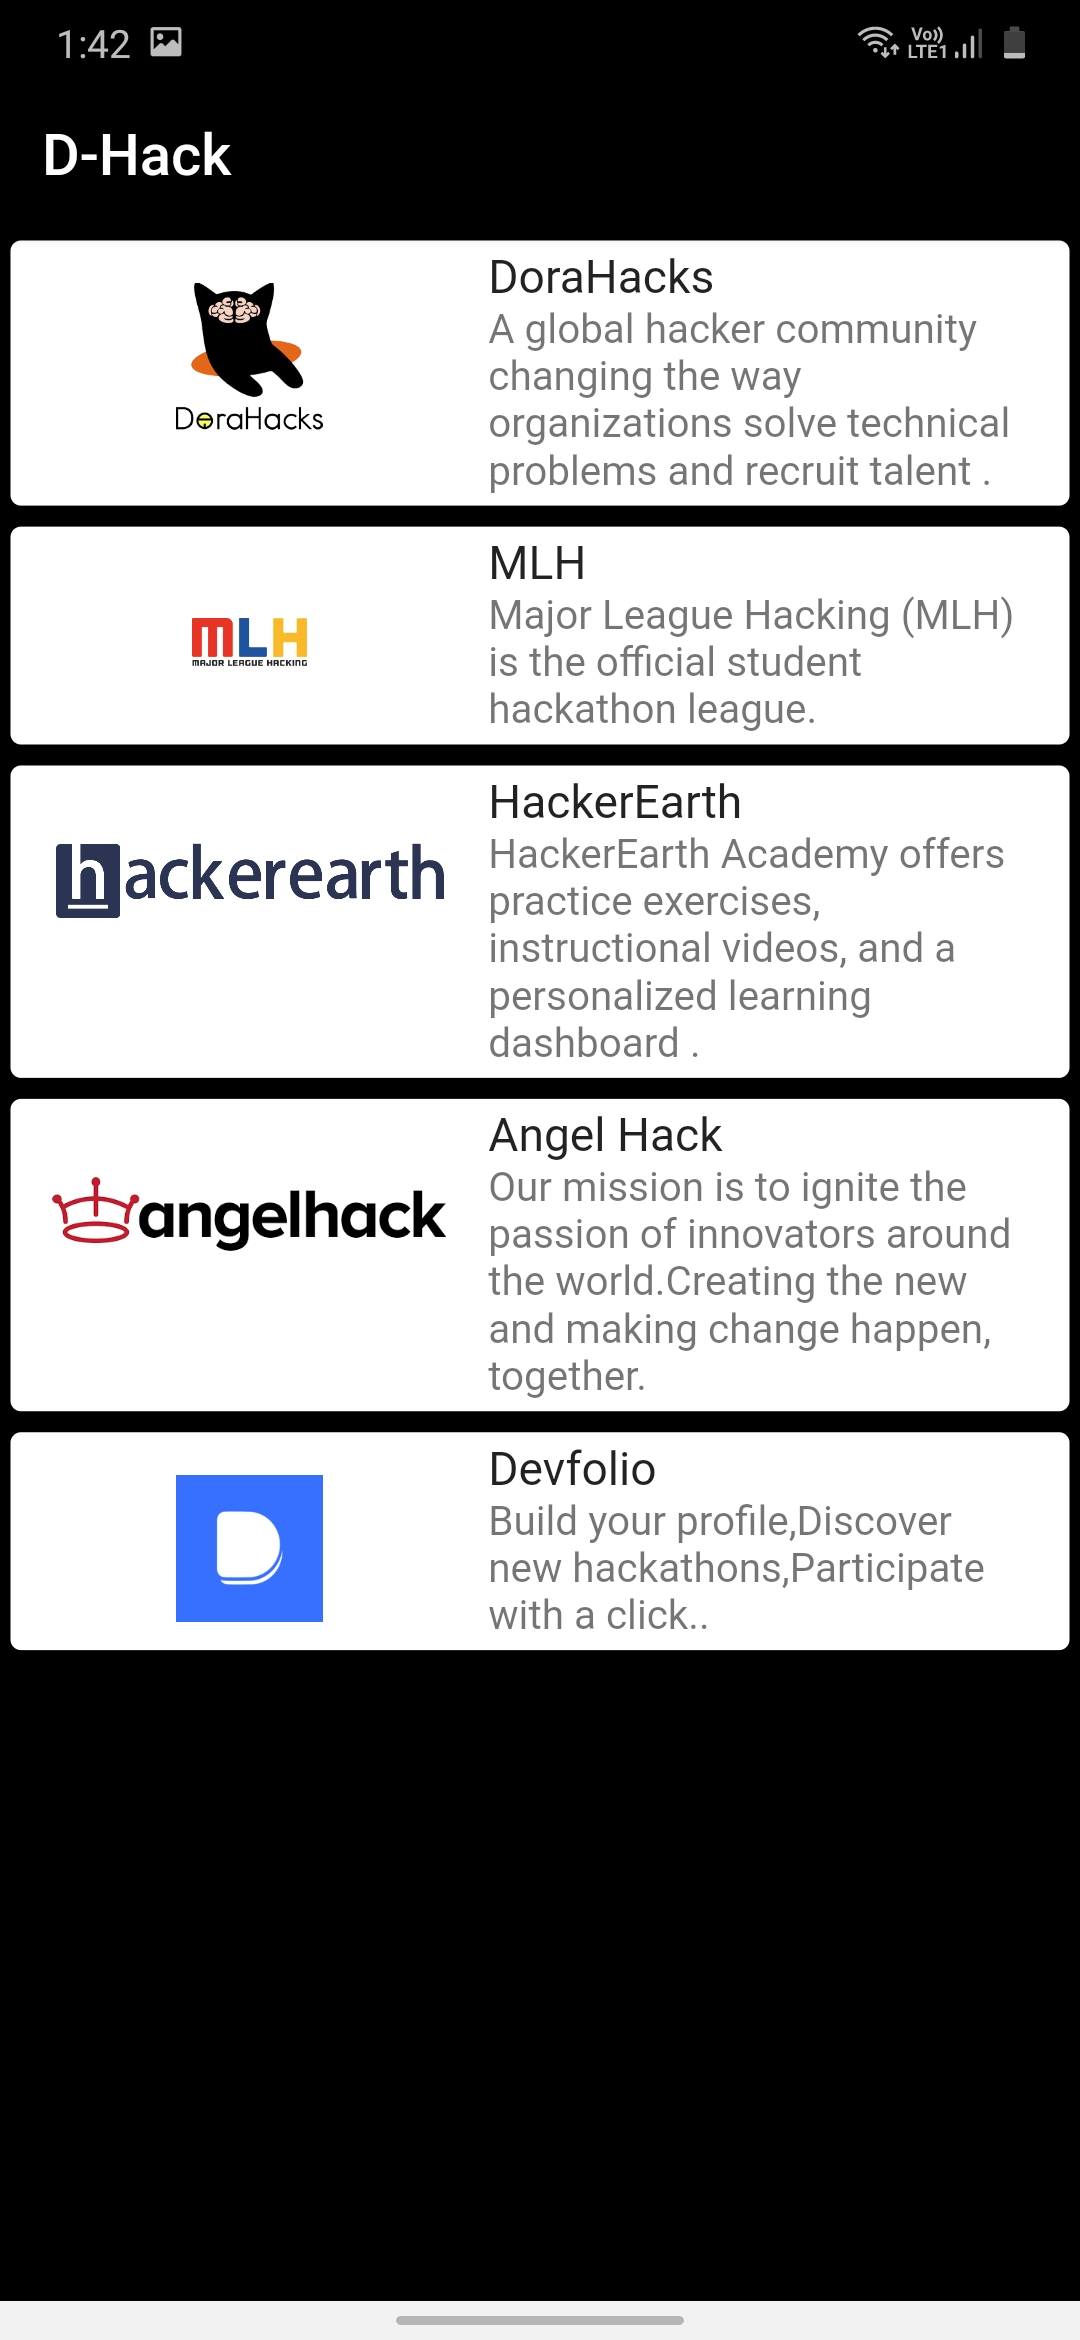 1:42
Vo))
LTE1
D-Hack
DoraHacks
DoraHacks
A global hacker community
changing the way
organizations solve technical
problems and recruit talent .
MLH
MAJOR LEAGUE HACKING
MLH
Major League Hacking (MLH)
is the official student
hackathon league.
hackerearth
HackerEarth
HackerEarth Academy offers
practice exercises,
instructional videos, and a
personalized learning
dashboard .
angelhack
Angel Hack
Our mission is to ignite the
passion of innovators around
the world.Creating the new
and making change happen,
together.
D
Devfolio
Build your profile,Discover
new hackathons,Participate
with a click..